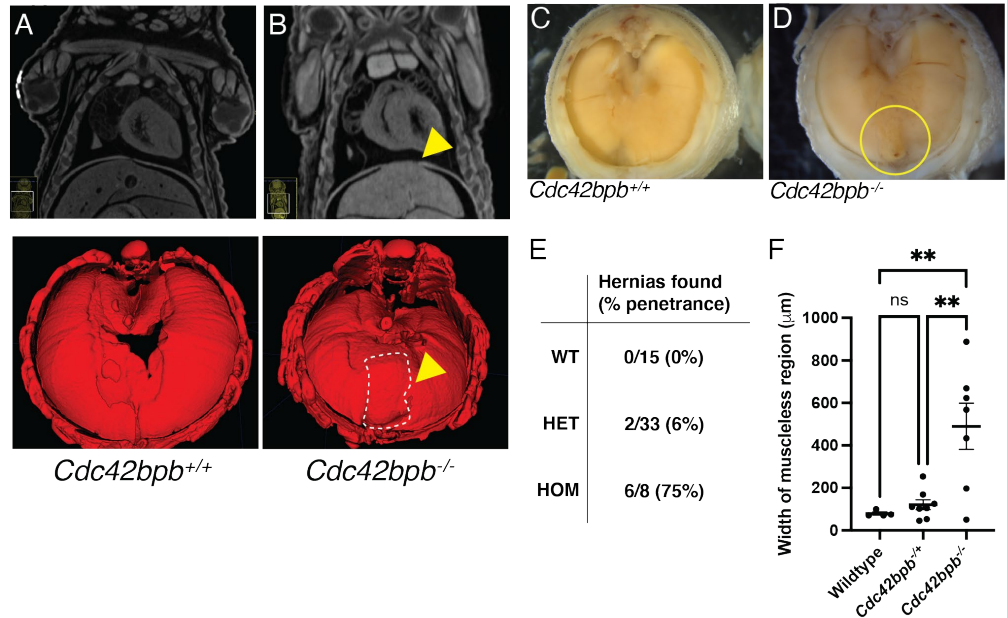 A
B
Cdc42bpb+/+
Cdc42bpb-/-
C
D
Cdc42bpb+/+
Cdc42bpb-/-
E
Hernias found
(% penetrance)
WT
0/15 (0%)
HET
2/33 (6%)
HOM
6/8 (75%)
F
**
ns
**
Width of muscleless region (μm)
1000
800
600
400
200
0
Wildtype
Cdc42bpb-/+
Cdc42bpb-/-